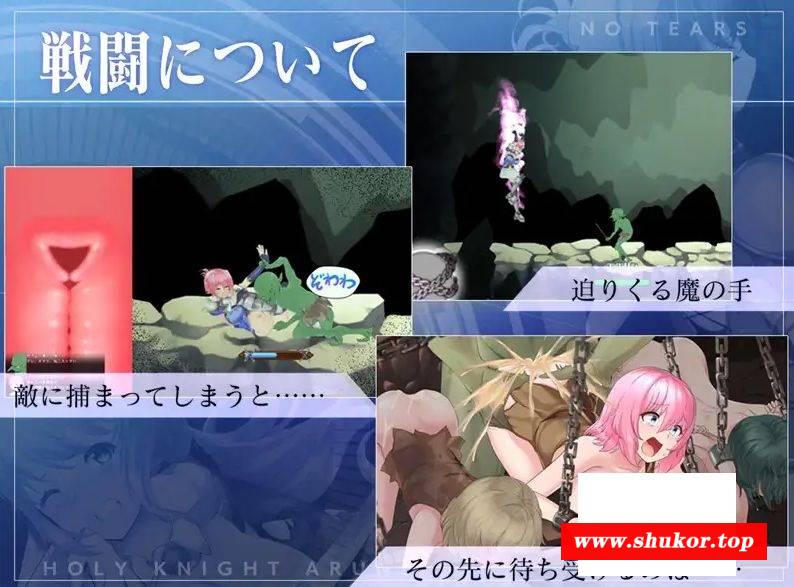 NO TEARS
戦闘について
迫りくる魔の手
ぞわわ
敵に捕まってしまうと……
www.shukor.top
HOLY KNIGHT ARU
その先に待ち受け